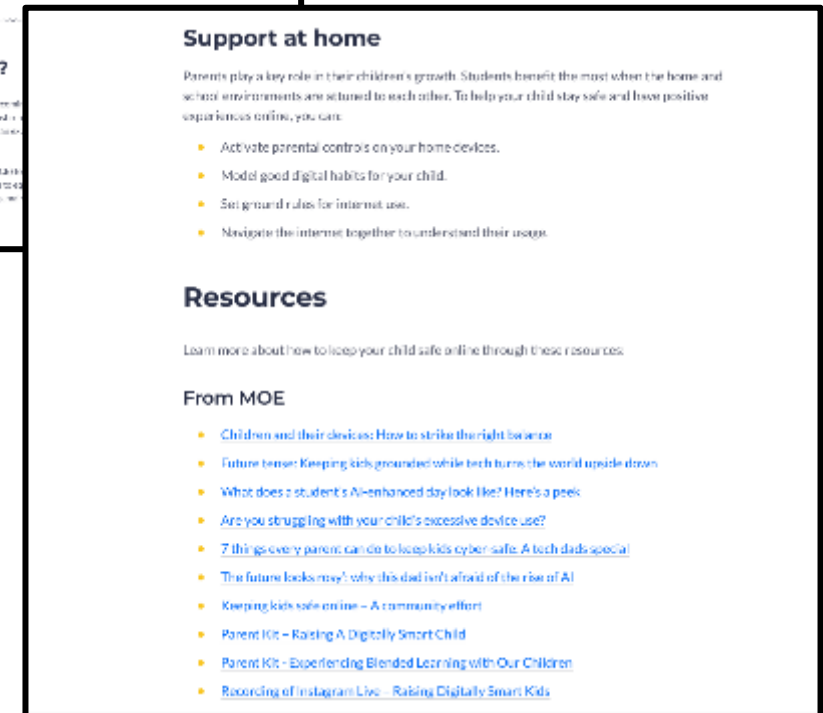 ?
Support at home
Parents play a key role in their children's growth. Students benefit the most when the home and
school environments are attuned to each other. To help your child stay safe and have positive
experiences online, you can:
Activate parental controls on your home devices.
Model good digital habits for your child.
Set ground rules for internet use.
Navigate the internet together to understand their usage.
Resources
Learn more about how to keep your child safe online through these resources:
From MOE
Children and their devices: How to strike the right balance
Future tense: Keeping kids grounded while tech turns the world upside down
What does a student's AI-enhanced day look like? Here's a peek
Are you struggling with your child's excessive device use?
7 things every parent can do to keep kids cyber-safe. A tech dads special
'The future looks rosy': why this dad isn't afraid of the rise of AI
Keeping kids safe online – A community effort
Parent Kit – Raising A Digitally Smart Child
Parent Kit - Experiencing Blended Learning with Our Children
Recording of Instagram Live – Raising Digitally Smart Kids